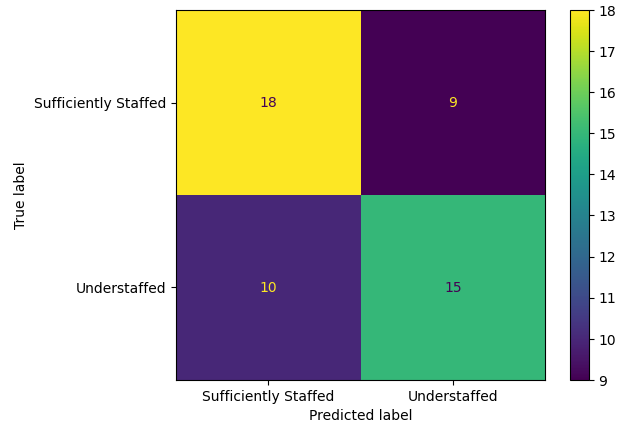 Sufficiently Staffed
18
9
Understaffed
10
15
Sufficiently Staffed
Understaffed
Predicted label
True label
18
17
16
15
14
13
12
11
10
9